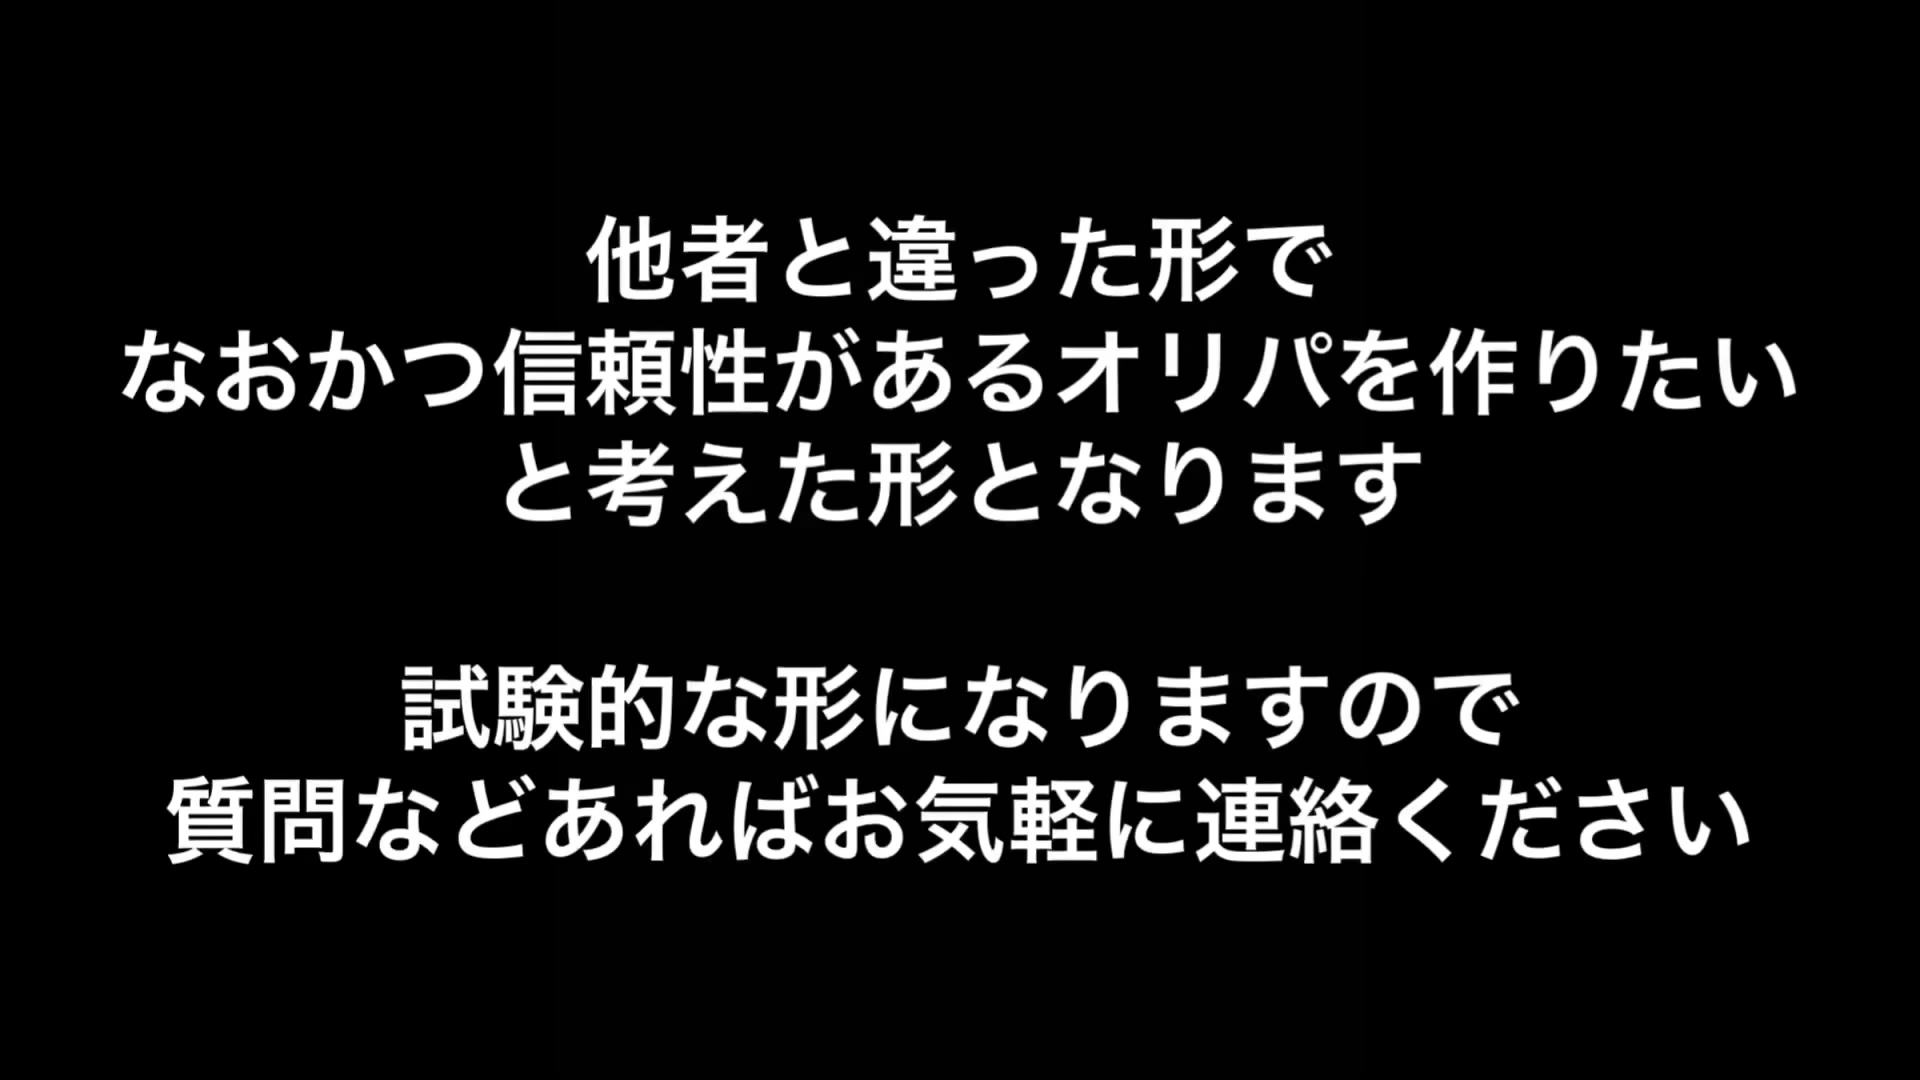 他者と違った形で
なおかつ信頼性があるオリパを作りたい
と考えた形となります
試験的な形になりますので
質問などあればお気軽に連絡ください